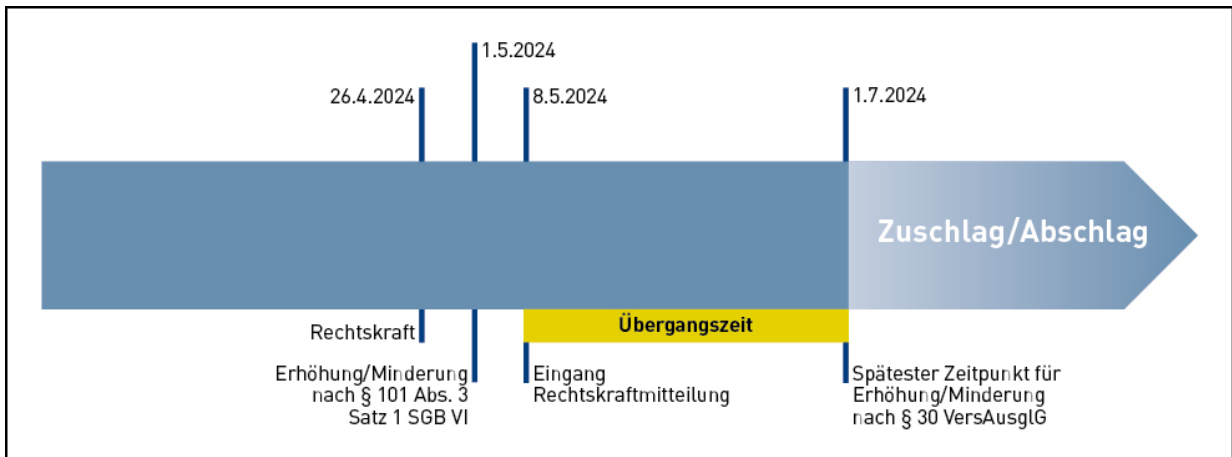 1.5.2024
26.4.2024
8.5.2024
1.7.2024
Zuschlag/Abschlag
Rechtskraft
Übergangszeit
Erhöhung/Minderung
nach § 101 Abs. 3
Satz 1 SGB VI
Eingang
Rechtskraftmitteilung
Spätester Zeitpunkt für
Erhöhung/Minderung
nach § 30 VersAusglG